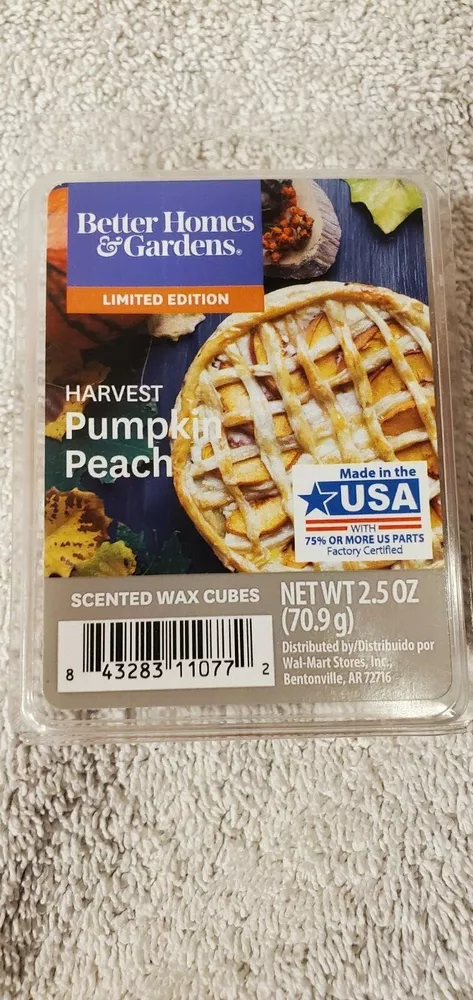 Better Homes
& Gardens®
LIMITED EDITION
HARVEST
Pumpkin
Peach
Made in the
USA
WITH
75% OR MORE US PARTS
Factory Certified
SCENTED WAX CUBES
NET WT 2.5 OZ
(70.9 g)
Distributed by/Distribuido por
Wal-Mart Stores, Inc.,
Bentonville, AR 72716
8 43283 11077 2